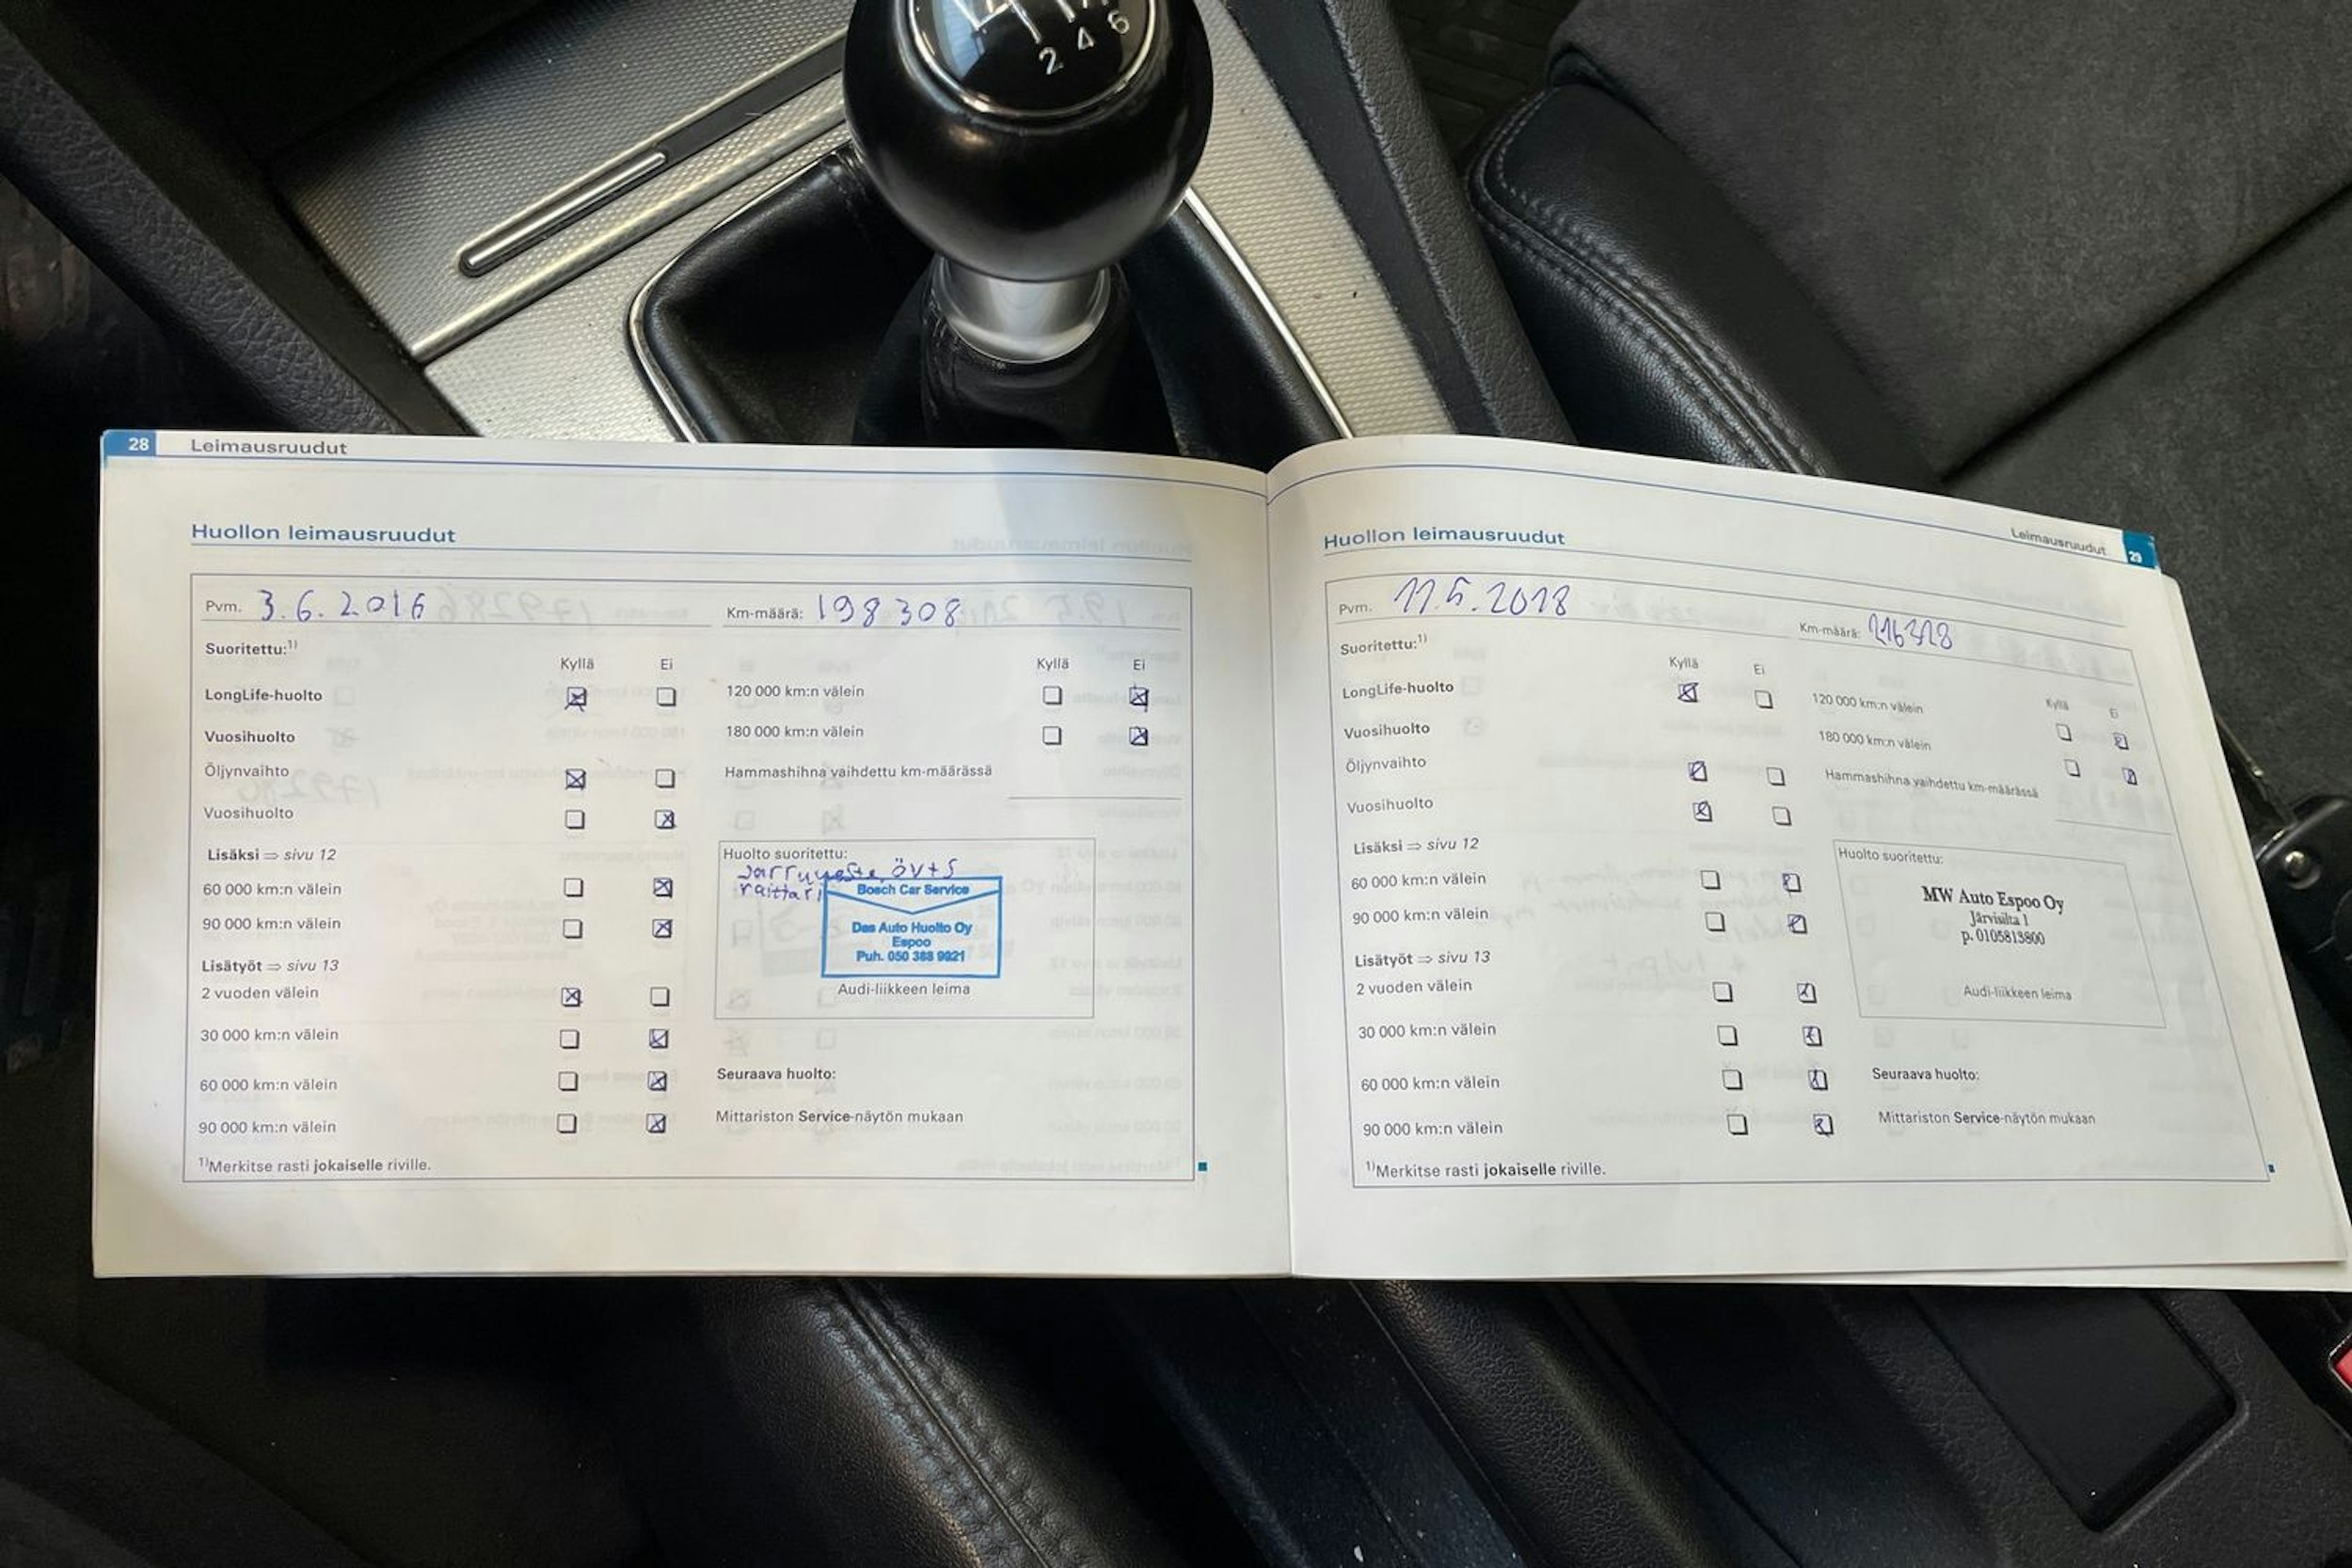 2 4 6
28 Leimausruudut
Huollon leimausruudut
Pvm. 3.6.2016 Km-määrä: 198 308
Suoritettu:1)
Kyllä Ei Kyllä Ei
LongLife-huolto 120 000 km:n välein
Vuosihuolto 180 000 km:n välein
Öljynvaihto Hammashihna vaihdettu km-määrässä
Vuosihuolto
Lisäksi ⇒ sivu 12
60 000 km:n välein
90 000 km:n välein
Lisätyöt ⇒ sivu 13
2 vuoden välein
30 000 km:n välein
60 000 km:n välein
90 000 km:n välein
1)Merkitse rasti jokaiselle riville.
Huolto suoritettu:
Jarruneste, öv+s
raittari
Bosch Car Service
Das Auto Huolto Oy
Espoo
Puh. 050 388 9921
Audi-liikkeen leima
Seuraava huolto:
Mittariston Service-näytön mukaan
Leimausruudut 29
Huollon leimausruudut
Pvm. 11.5.2018 Km-määrä: 216328
Suoritettu:1)
Kyllä Ei Kyllä Ei
LongLife-huolto 120 000 km:n välein
Vuosihuolto 180 000 km:n välein
Öljynvaihto Hammashihna vaihdettu km-määrässä
Vuosihuolto
Lisäksi ⇒ sivu 12
60 000 km:n välein
90 000 km:n välein
Lisätyöt ⇒ sivu 13
2 vuoden välein
30 000 km:n välein
60 000 km:n välein
90 000 km:n välein
1)Merkitse rasti jokaiselle riville.
Huolto suoritettu:
MW Auto Espoo Oy
Järvisilta 1
p. 0105813800
Audi-liikkeen leima
Seuraava huolto:
Mittariston Service-näytön mukaan